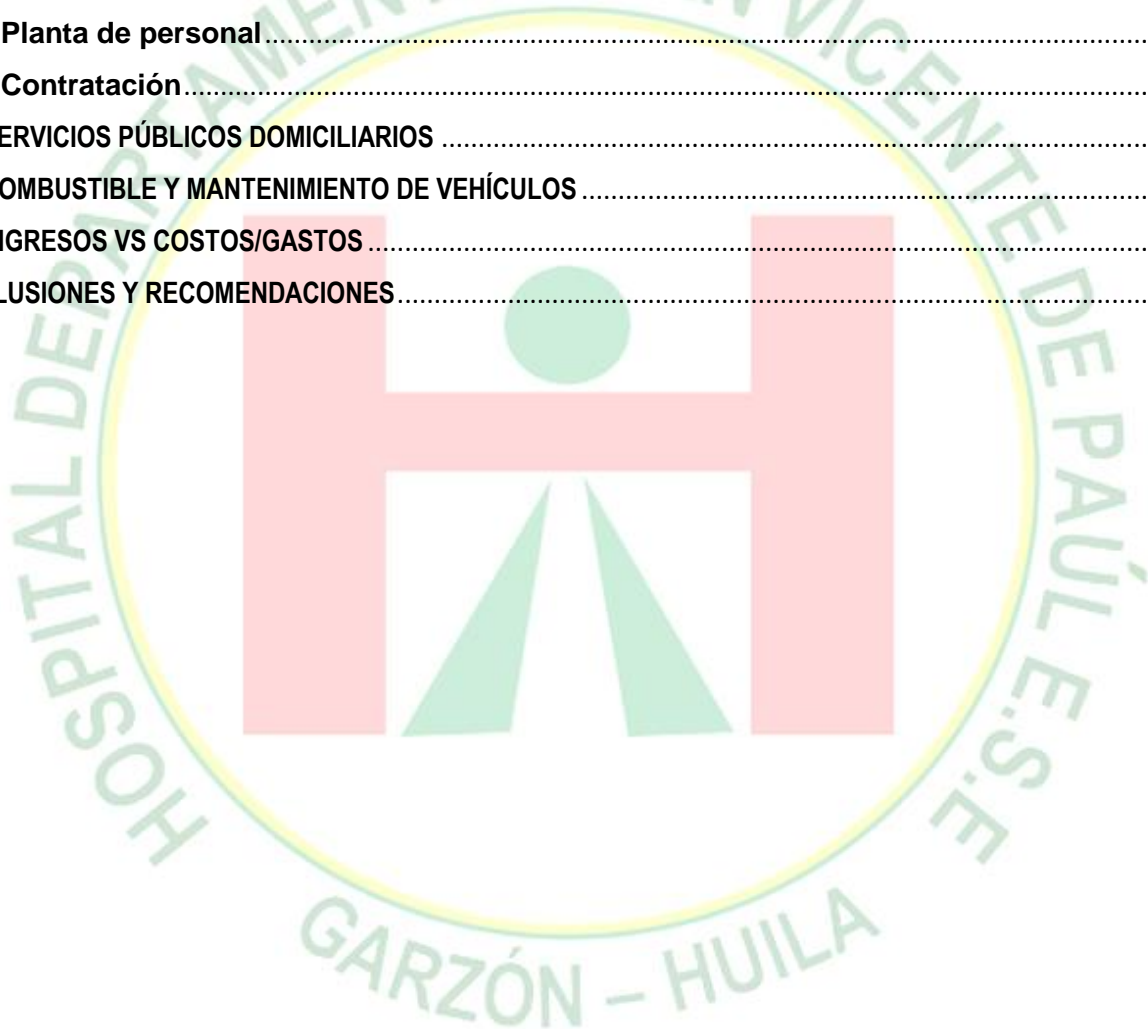 Planta de personal
Contratación
ERVICIOS PÚBLICOS DOMICILIARIOS
OMBUSTIBLE Y MANTENIMIENTO DE VEHÍCULOS
GRESOS VS COSTOS/GASTOS
LUSIONES Y RECOMENDACIONES
HOSPITAL DEPARTAMENTAL SAN VICENTE DE PAÚL E.S.E
GARZÓN – HUILA